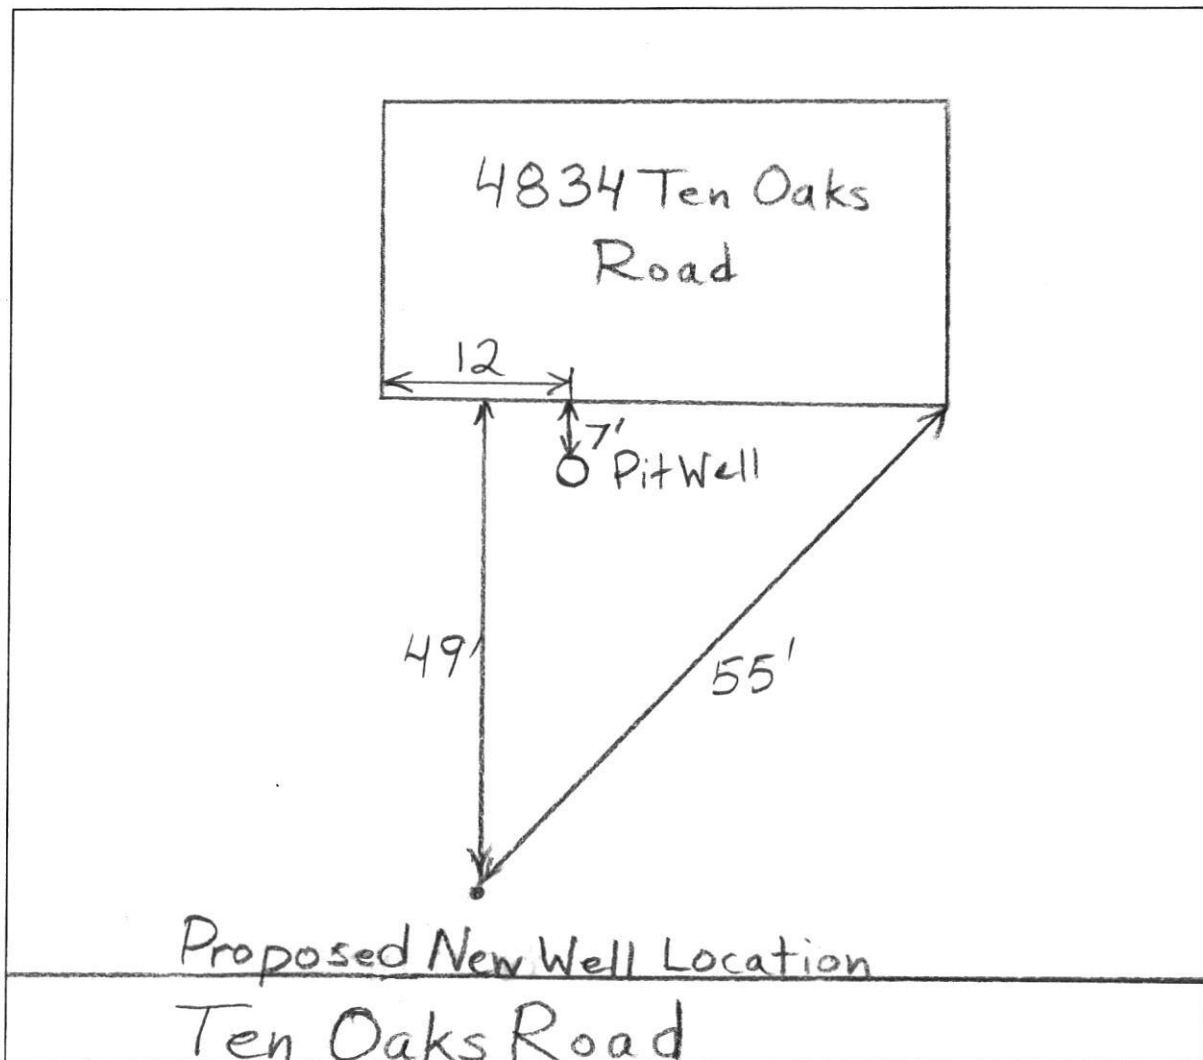 4834 Ten Oaks
Road
12
7'
Pit Well
49'
55'
Proposed New Well Location
Ten Oaks Road